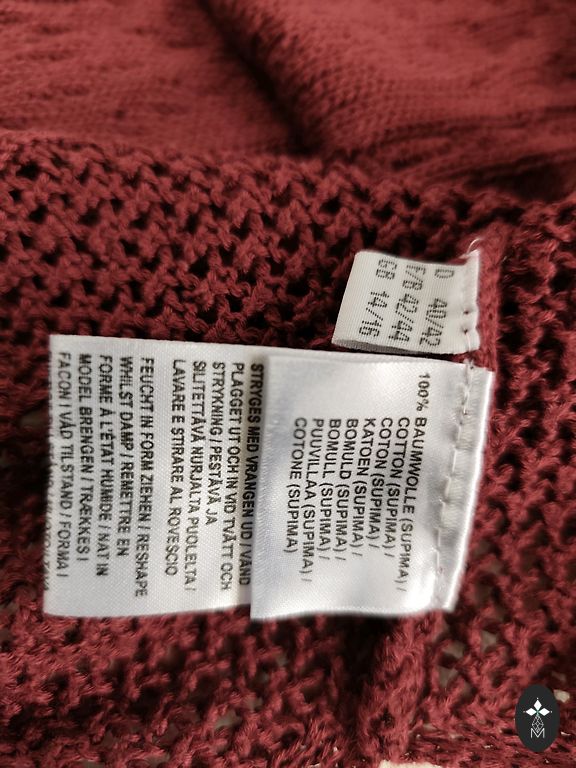 D 40/42
F/B 42/44
GB 14/16
100% BAUMWOLLE (SUPIMA) /
COTTON (SUPIMA) /
COTON (SUPIMA) /
KATOEN (SUPIMA) /
BOMULD (SUPIMA) /
BOMULL (SUPIMA) /
PUUVILLAA (SUPIMA) /
COTONE (SUPIMA)
STRYGES MED VRANGEN UD / VÄND
PLAGGET UT OCH IN VID TVÄTT OCH
STRYKNING / PESTÄVÄ JA
SILITETTÄVÄ NURJALTA PUOLELTA /
LAVARE E STIRARE AL ROVESCIO
FEUCHT IN FORM ZIEHEN / RESHAPE
WHILST DAMP / REMETTRE EN
FORME À L'ÉTAT HUMIDE / NAT IN
MODEL BRENGEN / TRÆKKES I
FACON I VÅD TILSTAND / FORMA I